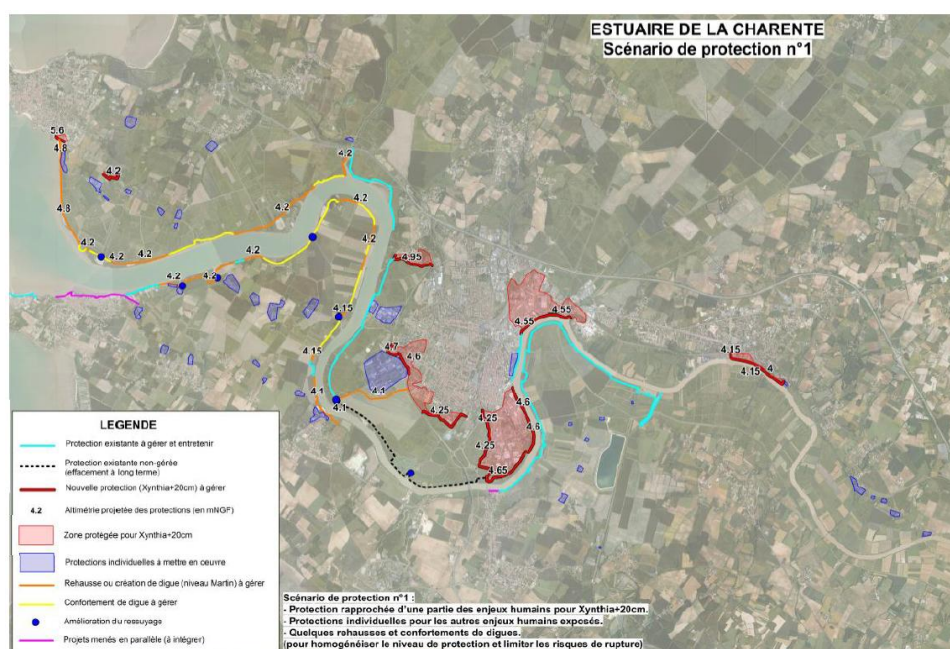 ESTUAIRE DE LA CHARENTE
Scénario de protection n°1
5.6
4.8
4.2
4.2
4.2
4.8
4.2
4.2
4.2
4.2
4.2
4.2
4.2
4.95
4.15
4.55
4.55
4.7
4.6
4.15
4.15
4.15
4
4.1
4.1
4.1
4.25
4.25
4.6
4.6
4.25
4.65
LEGENDE
Protection existante à gérer et entretenir
Protection existante non-gérée
(effacement à long terme)
Nouvelle protection (Xynthia+20cm) à gérer
4.2 Altimétrie projetée des protections (en mNGF)
Zone protégée pour Xynthia+20cm
Protections individuelles à mettre en oeuvre
Rehausse ou création de digue (niveau Martin) à gérer
Confortement de digue à gérer
Amélioration du ressuyage
Projets menés en parallèle (à intégrer)
Scénario de protection n°1 :
- Protection rapprochée d'une partie des enjeux humains pour Xynthia+20cm.
- Protections individuelles pour les autres enjeux humains exposés.
- Quelques rehausses et confortements de digues.
(pour homogénéiser le niveau de protection et limiter les risques de rupture)